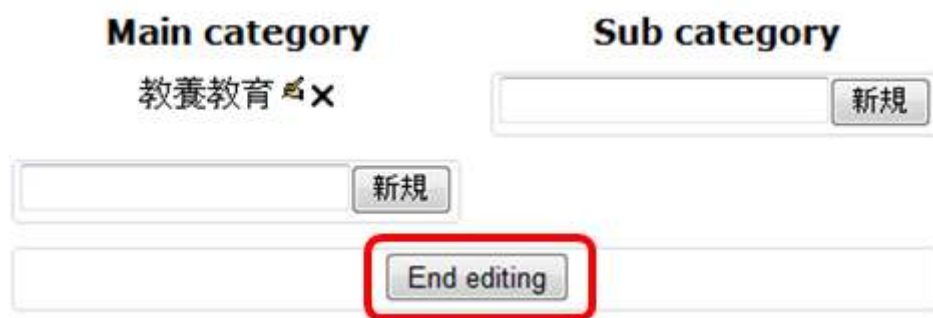 Main category Sub category
教養教育
新規
新規
End editing